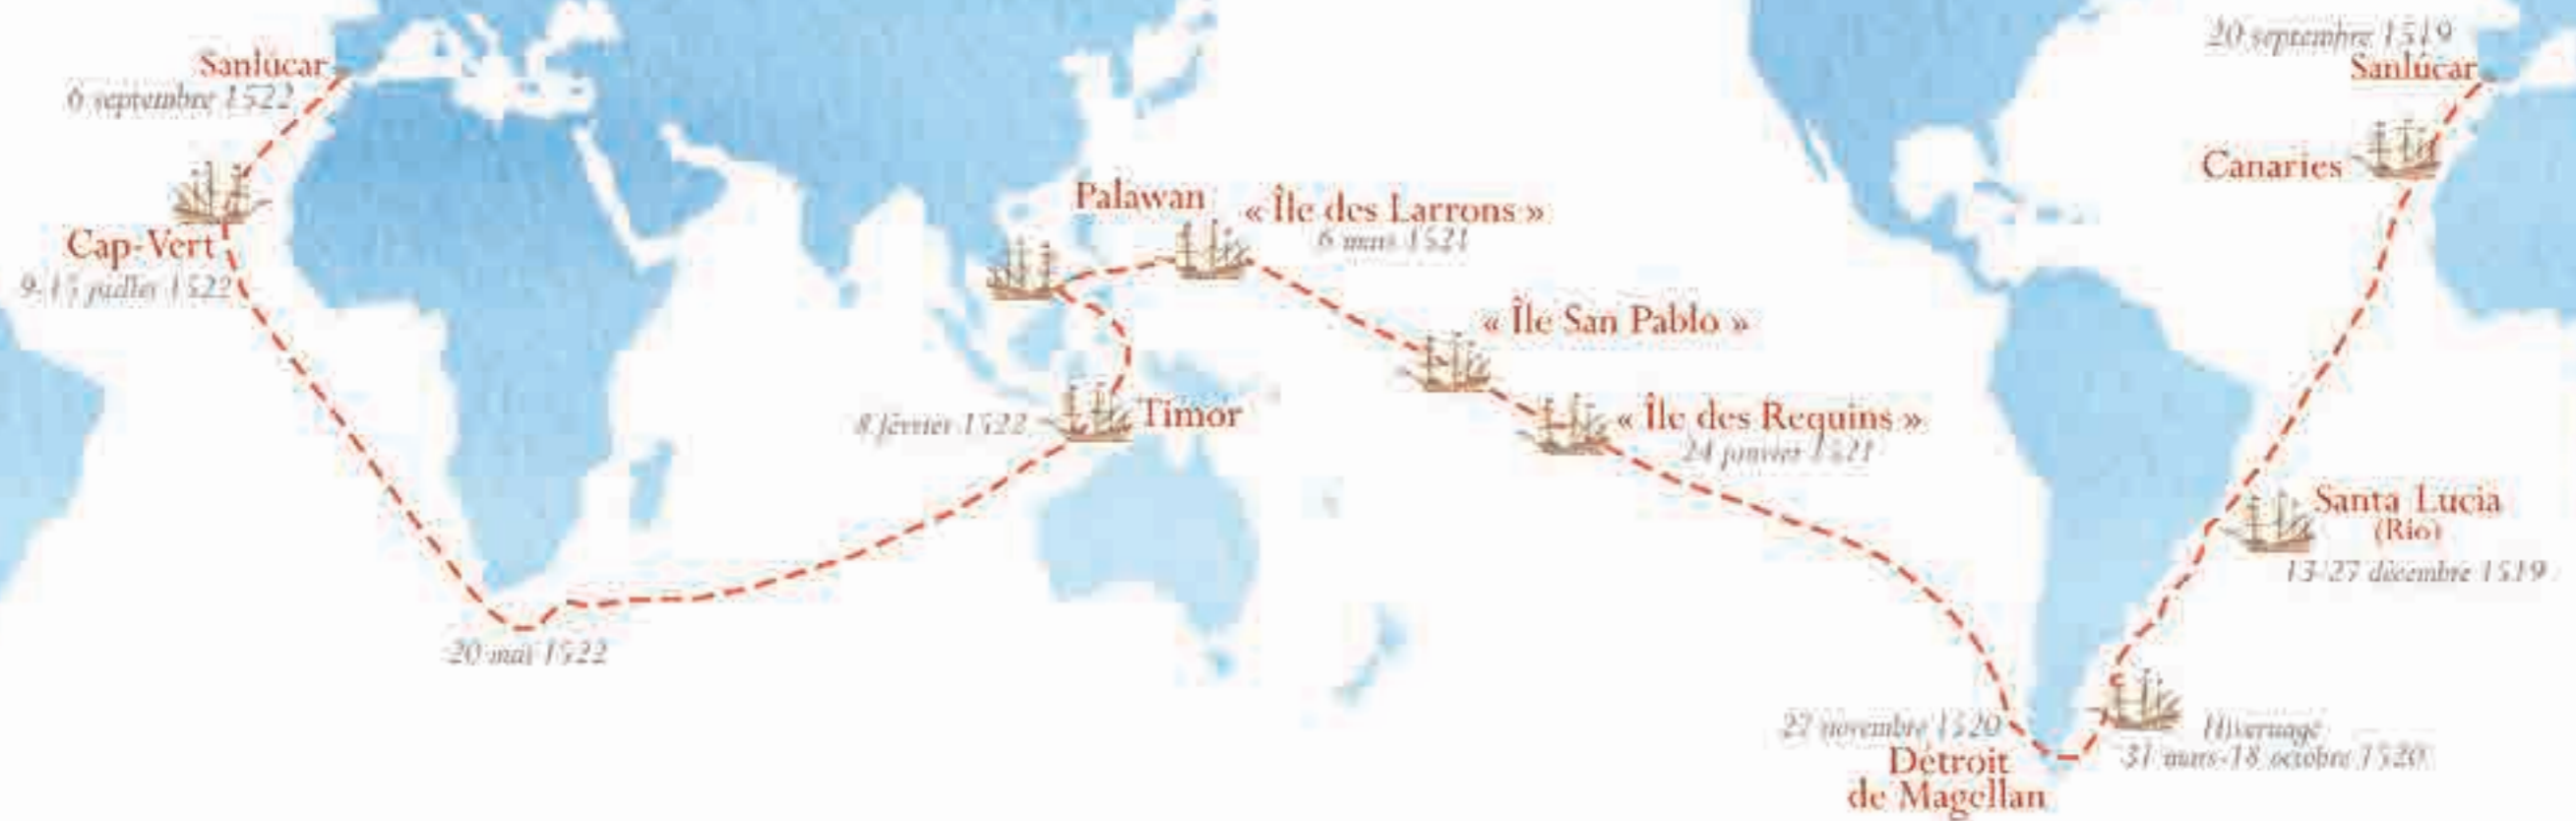 Sanlúcar
6 septembre 1522
Cap-Vert
9-15 juillet 1522
20 mai 1522
8 février 1522
Timor
Palawan
« Île des Larrons »
6 mars 1521
« Île San Pablo »
« Île des Requins »
24 janvier 1521
novembre 1520
Détroit
de Magellan
20 septembre 1519
Sanlúcar
Canaries
Santa Lucia
(Rio)
13-27 décembre 1519
Hivernage
31 mars-18 octobre 1520